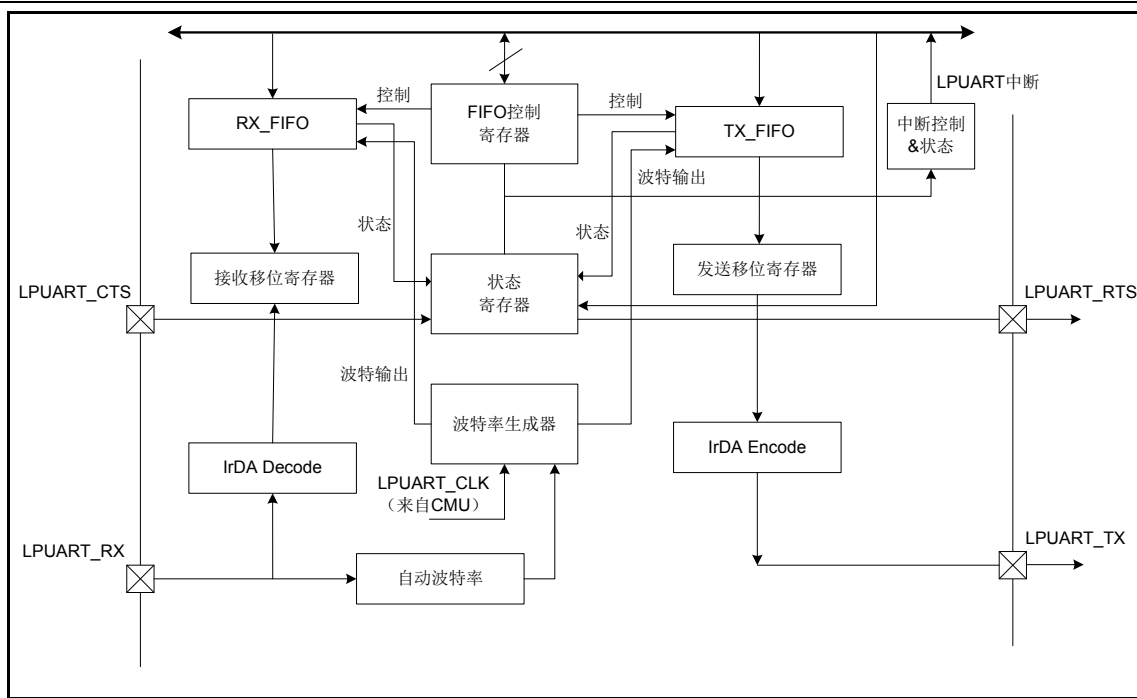 LPUART中断
控制
控制
RX_FIFO
FIFO控制
寄存器
TX_FIFO
中断控制
&状态
波特输出
状态
状态
接收移位寄存器
状态
寄存器
发送移位寄存器
LPUART_CTS
LPUART_RTS
波特输出
波特率生成器
IrDA Decode
IrDA Encode
LPUART_CLK
（来自CMU）
LPUART_RX
LPUART_TX
自动波特率